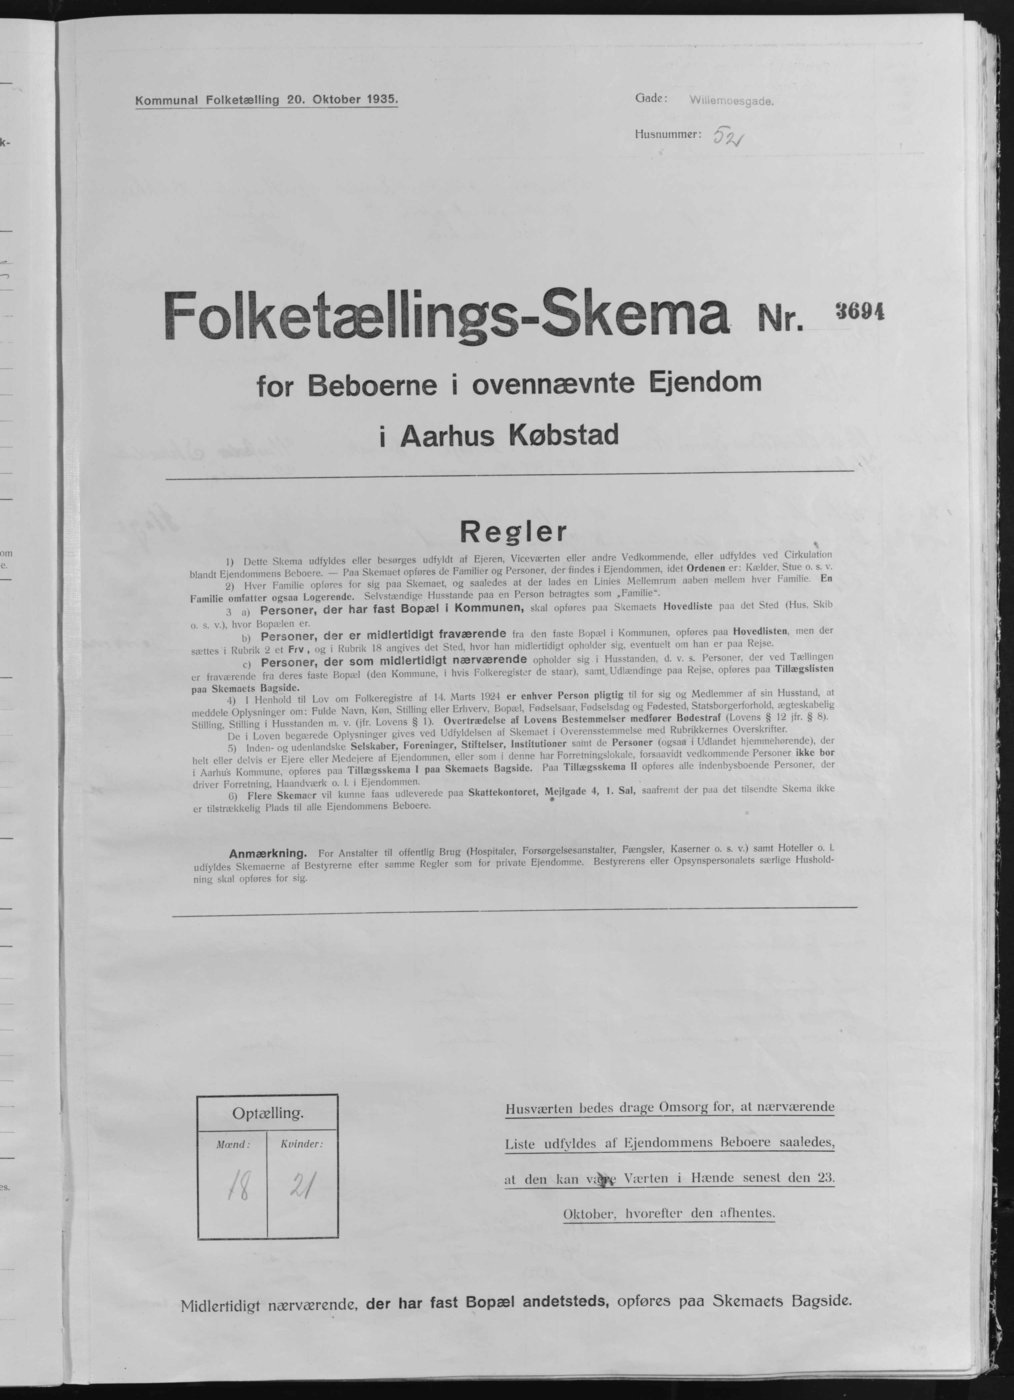 Kommunal Folketælling 20. Oktober 1935.
Gade: Willemoesgade.
Husnummer: 52
Folketællings-Skema Nr. 3694
for Beboerne i ovennævnte Ejendom
i Aarhus Købstad
Regler
1) Dette Skema udfyldes eller besørges udfyldt af Ejeren, Viceværten eller andre Vedkommende, eller udfyldes ved Cirkulation
blandt Ejendommens Beboere. — Paa Skemaet opføres de Familier og Personer, der findes i Ejendommen, idet Ordenen er: Kælder, Stue o. s. v.
2) Hver Familie opføres for sig paa Skemaet, og saaledes at der lades en Linies Mellemrum aaben mellem hver Familie. En
Familie omfatter ogsaa Logerende. Selvstændige Husstande paa en Person betragtes som „Familie“.
3 a) Personer, der har fast Bopæl i Kommunen, skal opføres paa Skemaets Hovedliste paa det Sted (Hus, Skib
o. s. v.), hvor Bopælen er.
b) Personer, der er midlertidigt fraværende fra den faste Bopæl i Kommunen, opføres paa Hovedlisten, men der
sættes i Rubrik 2 et Frv., og i Rubrik 18 angives det Sted, hvor han midlertidigt opholder sig, eventuelt om han er paa Rejse.
c) Personer, der som midlertidigt nærværende opholder sig i Husstanden, d. v. s. Personer, der ved Tællingen
er fraværende fra deres faste Bopæl (den Kommune, i hvis Folkeregister de staar), samt Udlændinge paa Rejse, opføres paa Tillægslisten
paa Skemaets Bagside.
4) I Henhold til Lov om Folkeregistre af 14. Marts 1924 er enhver Person pligtig til for sig og Medlemmer af sin Husstand, at
meddele Oplysninger om: Fulde Navn, Køn, Stilling eller Erhverv, Bopæl, Fødselsaar, Fødselsdag og Fødested, Statsborgerforhold, ægteskabelig
Stilling, Stilling i Husstanden m. v. (jfr. Lovens § 1). Overtrædelse af Lovens Bestemmelser medfører Bødestraf (Lovens § 12 jfr. § 8).
De i Loven begærede Oplysninger gives ved Udfyldelsen af Skemaet i Overensstemmelse med Rubrikkernes Overskrifter.
5) Inden- og udenlandske Selskaber, Foreninger, Stiftelser, Institutioner samt de Personer (ogsaa i Udlandet hjemmehørende), der
helt eller delvis er Ejere eller Medejere af Ejendommen, eller som i denne har Forretningslokale, forsaavidt vedkommende Personer ikke bor
i Aarhus Kommune, opføres paa Tillægsskema I paa Skemaets Bagside. Paa Tillægsskema II opføres alle indenbysboende Personer, der
driver Forretning, Haandværk o. l. i Ejendommen.
6) Flere Skemaer vil kunne faas udleverede paa Skattekontoret, Mejlgade 4, 1. Sal, saafremt der paa det tilsendte Skema ikke
er tilstrækkelig Plads til alle Ejendommens Beboere.
Anmærkning. For Anstalter til offentlig Brug (Hospitaler, Forsørgelsesanstalter, Fængsler, Kaserner o. s. v.) samt Hoteller o. l.
udfyldes Skemaerne af Bestyrerne efter samme Regler som for private Ejendomme. Bestyrerens eller Opsynspersonalets særlige Hushold-
ning skal opføres for sig.
Optælling.
Mænd: Kvinder:
18 21
Husværten bedes drage Omsorg for, at nærværende
Liste udfyldes af Ejendommens Beboere saaledes,
at den kan være Værten i Hænde senest den 23.
Oktober, hvorefter den afhentes.
Midlertidigt nærværende, der har fast Bopæl andetsteds, opføres paa Skemaets Bagside.